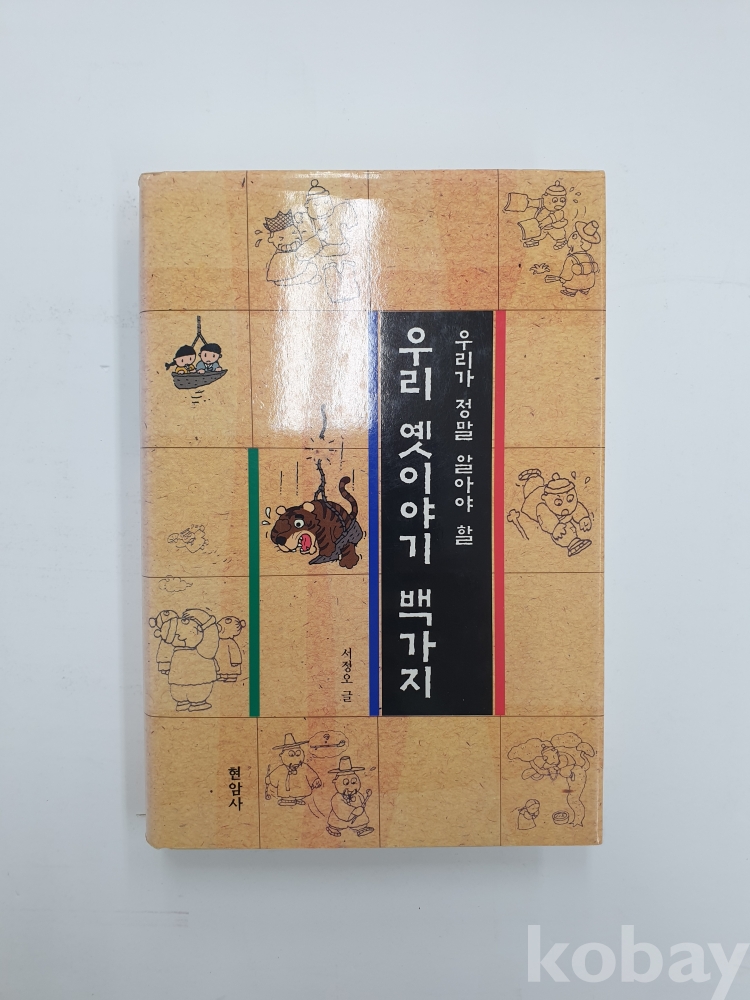 우리가 정말 알아야 할
우리 옛이야기 백가지
서정오 글
현암사
?
kobay